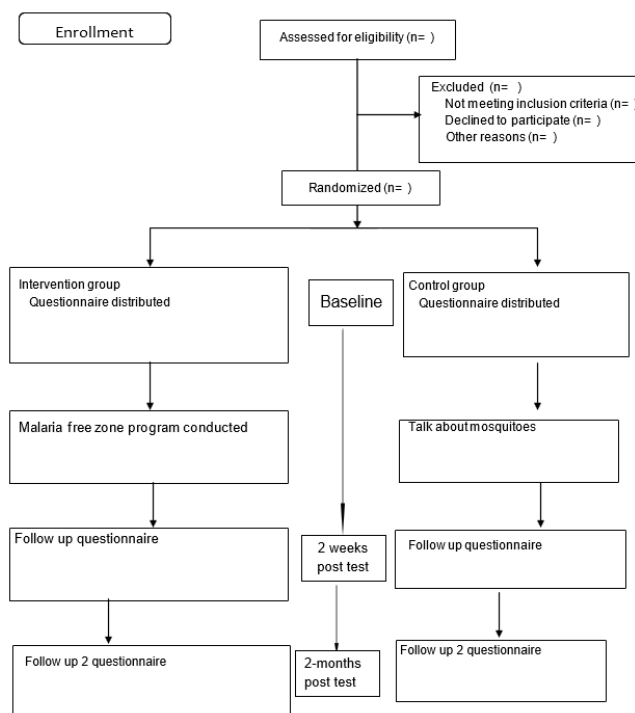 Enrollment
Assessed for eligibility (n= )
Excluded (n= )
Not meeting inclusion criteria (n= )
Declined to participate (n= )
Other reasons (n= )
Randomized (n= )
Intervention group
Questionnaire distributed
Baseline
Control group
Questionnaire distributed
Malaria free zone program conducted
Talk about mosquitoes
Follow up questionnaire
2 weeks
post test
Follow up questionnaire
Follow up 2 questionnaire
2-months
post test
Follow up 2 questionnaire